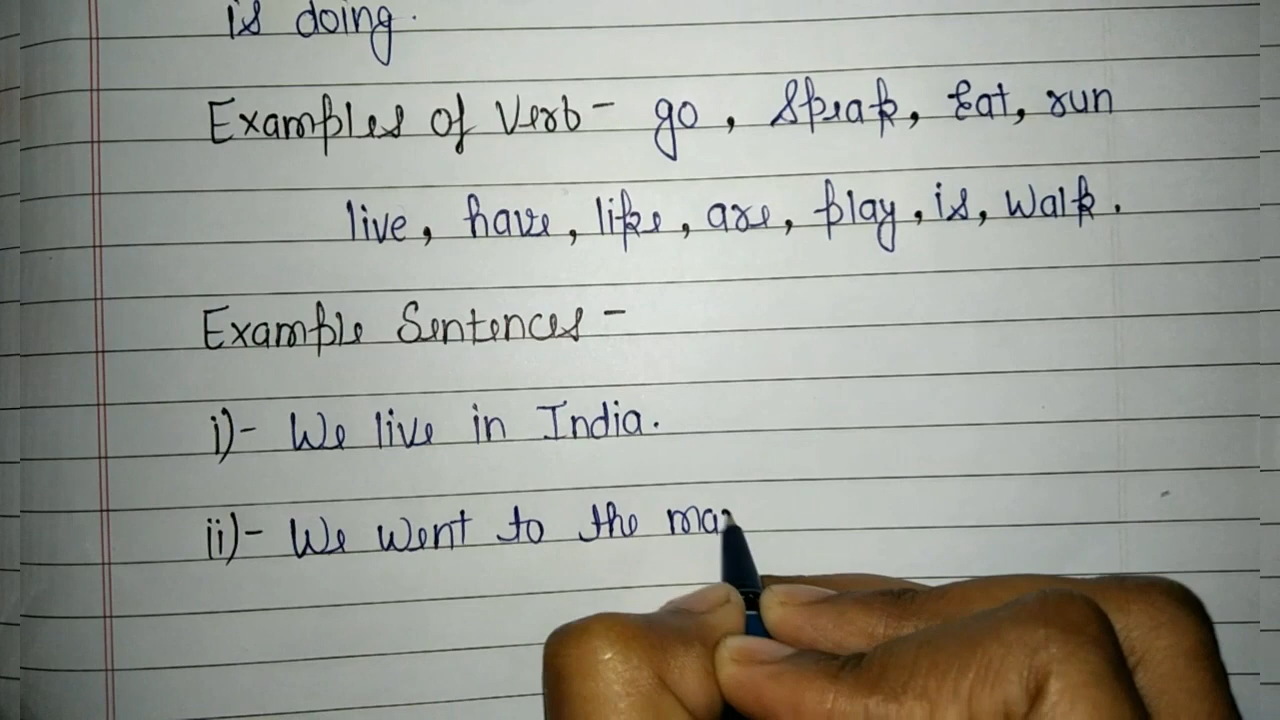 is doing.
Examples of Verb - go, Speak, Eat, run
live, have, like, are, play, is, Walk.
Example Sentences -
i)- We live in India.
ii)- We Went to the ma